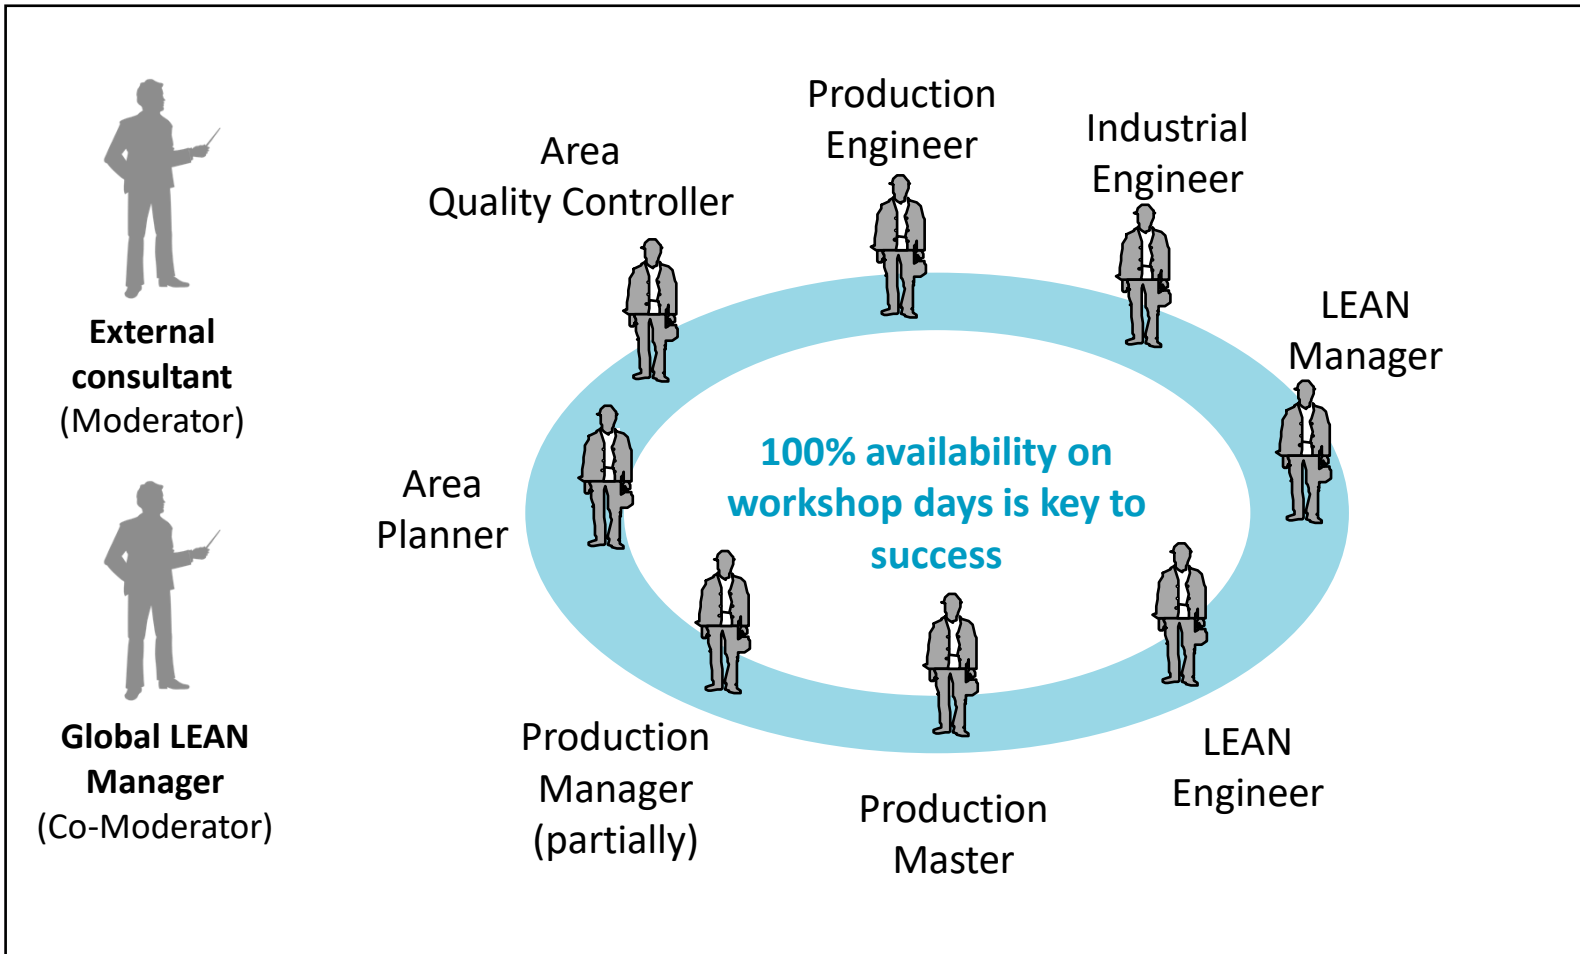 External
consultant
(Moderator)
Global LEAN
Manager
(Co-Moderator)
Area
Quality Controller
Production
Engineer
Industrial
Engineer
LEAN
Manager
Area
Planner
100% availability on
workshop days is key to
success
Production
Manager
(partially)
Production
Master
LEAN
Engineer